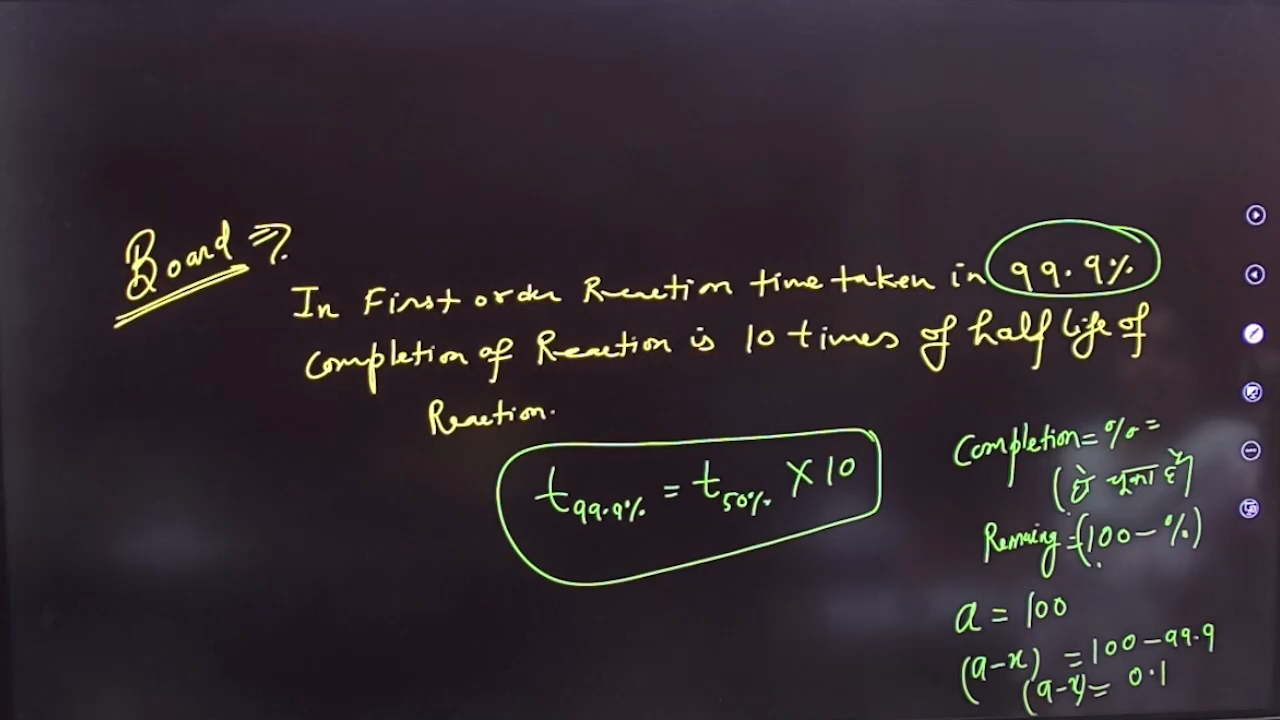 Board ⇒
In First order Reaction time taken in 99.9%
completion of Reaction is 10 times of half life of
Reaction.
t99.9% = t50% × 10
Completion = % =
(हो चूका है)
Remaing = (100 - %)
a = 100
(a-x) = 100 - 99.9
(a-x) = 0.1